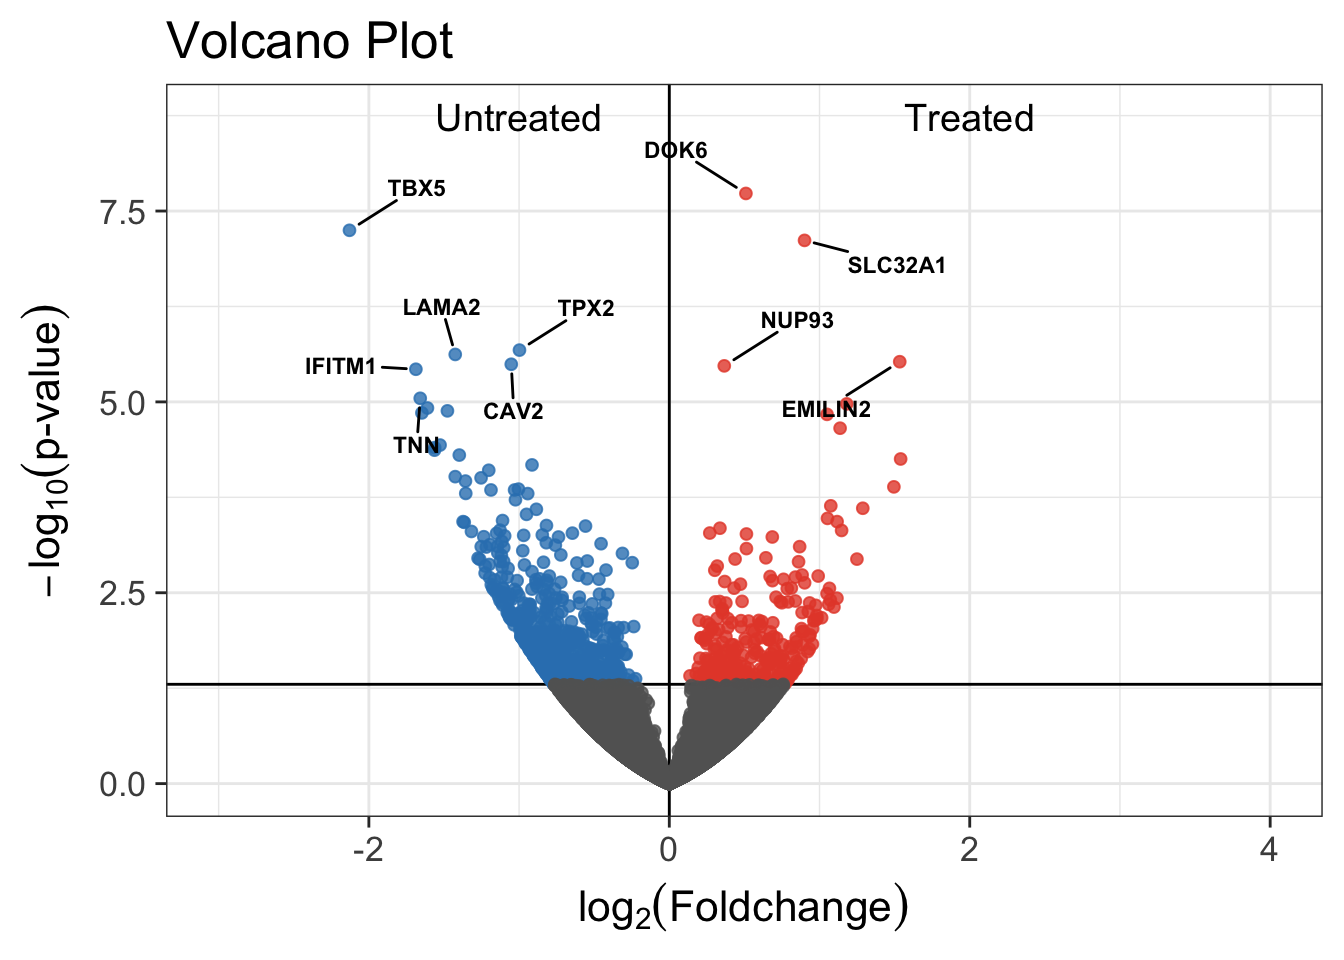 Volcano Plot
Untreated
Treated
DOK6
TBX5
SLC32A1
LAMA2
TPX2
NUP93
IFITM1
CAV2
EMILIN2
TNN
7.5
5.0
2.5
0.0
−log₁₀(p-value)
-2
0
2
4
log₂(Foldchange)